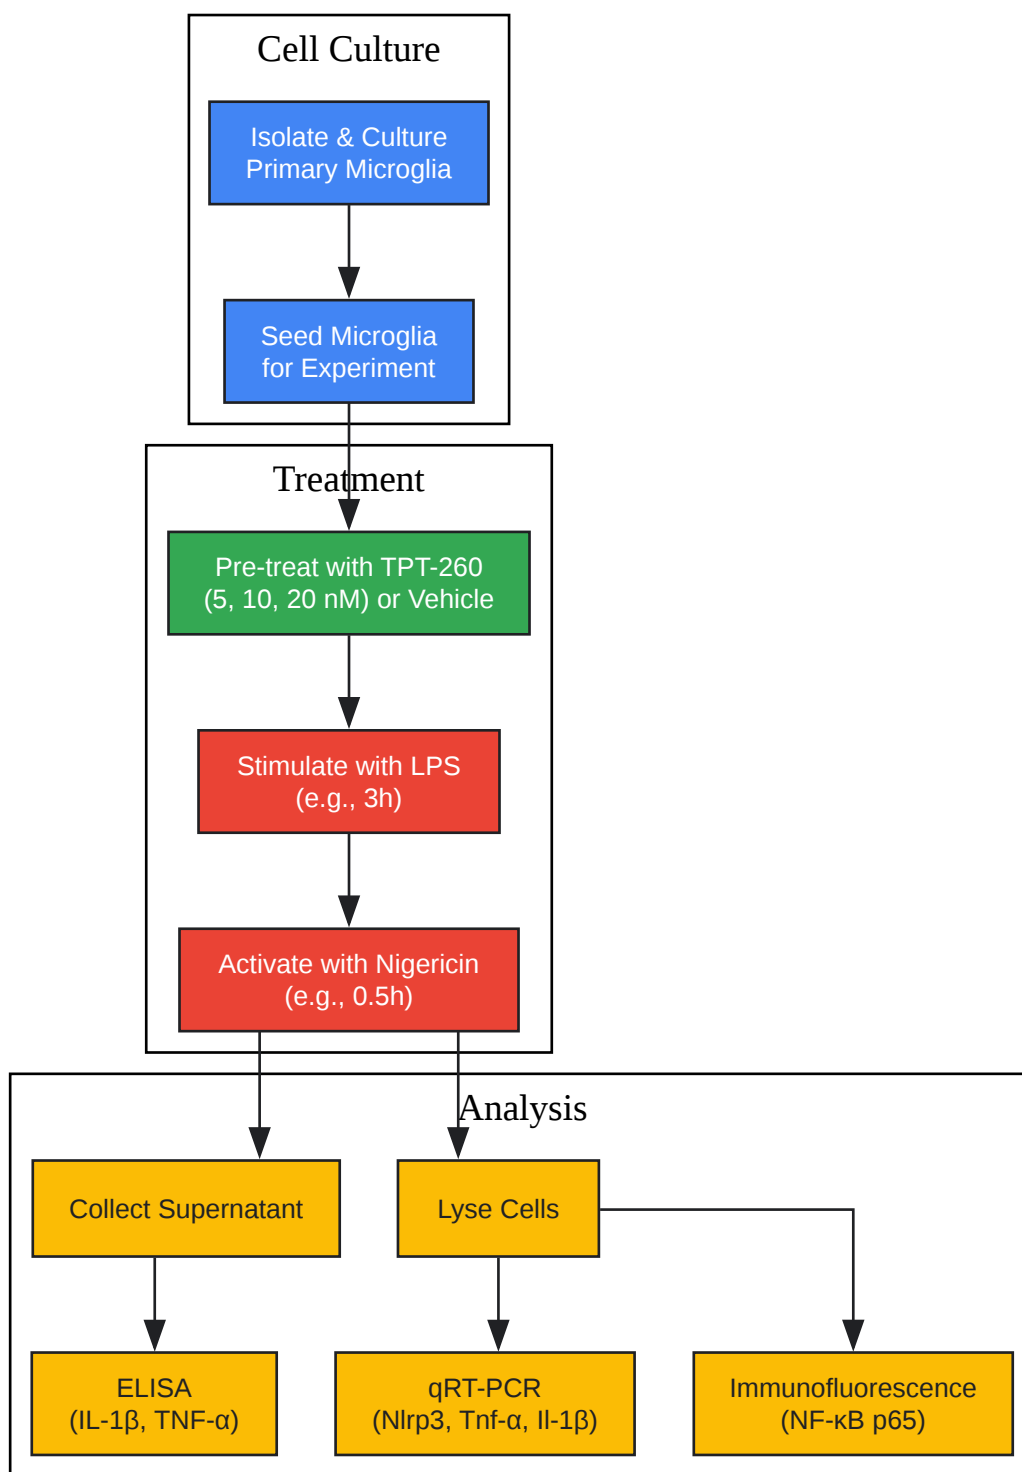 Cell Culture
Isolate & Culture
Primary Microglia
Seed Microglia
for Experiment
Treatment
Pre-treat with TPT-260
(5, 10, 20 nM) or Vehicle
Stimulate with LPS
(e.g., 3h)
Activate with Nigericin
(e.g., 0.5h)
Analysis
Collect Supernatant
Lyse Cells
ELISA
(IL-1β, TNF-α)
qRT-PCR
(Nlrp3, Tnf-α, Il-1β)
Immunofluorescence
(NF-κB p65)